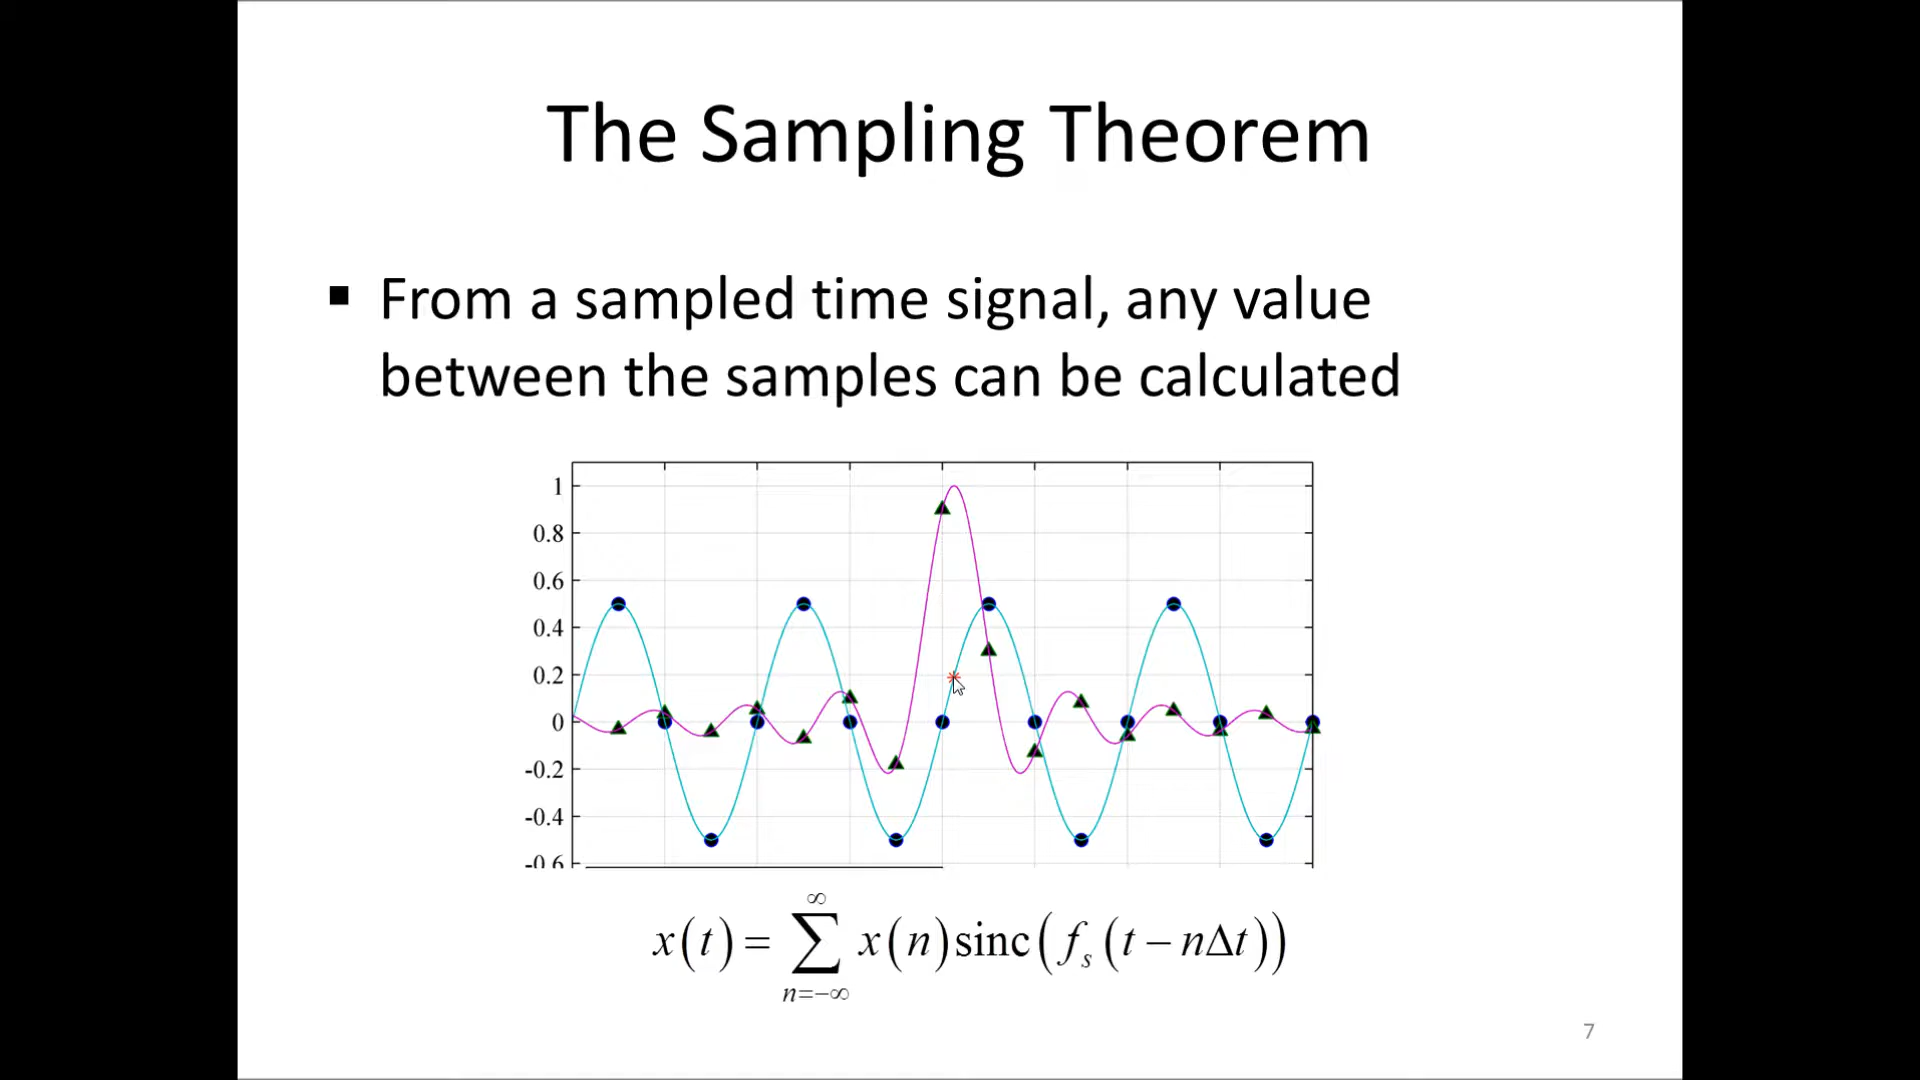 The Sampling Theorem
▪ From a sampled time signal, any value
between the samples can be calculated
1
0.8
0.6
0.4
0.2
0
-0.2
-0.4
-0.6
x(t) = ∑_{n=-∞}^{∞} x(n) sinc(f_s(t − nΔt))
7